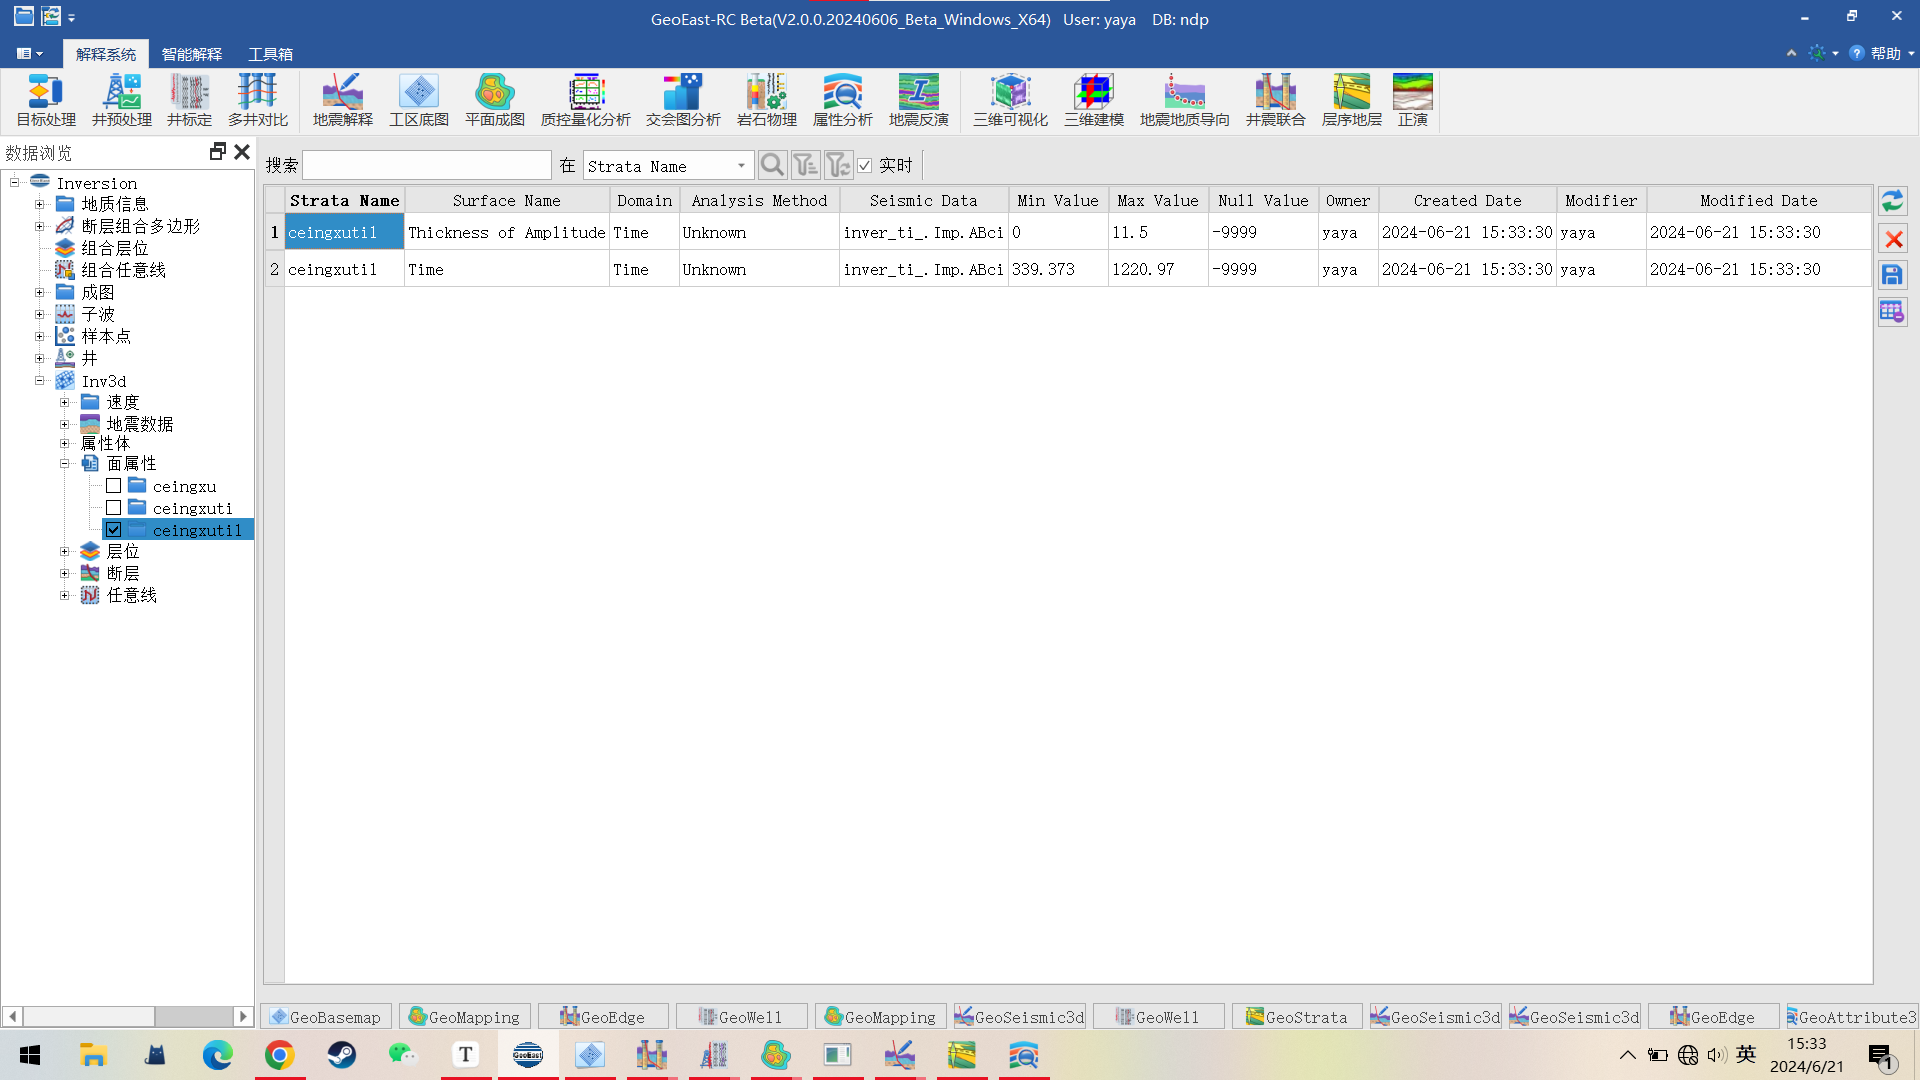 GeoEast-RC Beta(V2.0.0.20240606_Beta_Windows_X64) User: yaya DB: ndp
解释系统 智能解释 工具箱 帮助
目标处理 井预处理 井标定 多井对比 地震解释 工区底图 平面成图 质控量化分析 交会图分析 岩石物理 属性分析 地震反演 三维可视化 三维建模 地震地质导向 井震联合 层序地层 正演
数据浏览
搜索 在 Strata Name 实时
Inversion
地质信息
断层组合多边形
组合层位
组合任意线
成图
子波
样本点
井
Inv3d
速度
地震数据
属性体
面属性
ceingxu
ceingxuti
ceingxutil
层位
断层
任意线
Strata Name Surface Name Domain Analysis Method Seismic Data Min Value Max Value Null Value Owner Created Date Modifier Modified Date
1 ceingxutil Thickness of Amplitude Time Unknown inver_ti_.Imp.ABci 0 11.5 -9999 yaya 2024-06-21 15:33:30 yaya 2024-06-21 15:33:30
2 ceingxutil Time Time Unknown inver_ti_.Imp.ABci 339.373 1220.97 -9999 yaya 2024-06-21 15:33:30 yaya 2024-06-21 15:33:30
GeoBasemap GeoMapping GeoEdge GeoWell GeoMapping GeoSeismic3d GeoWell GeoStrata GeoSeismic3d GeoSeismic3d GeoEdge GeoAttribute3
T GeoEast 英 15:33
2024/6/21 1